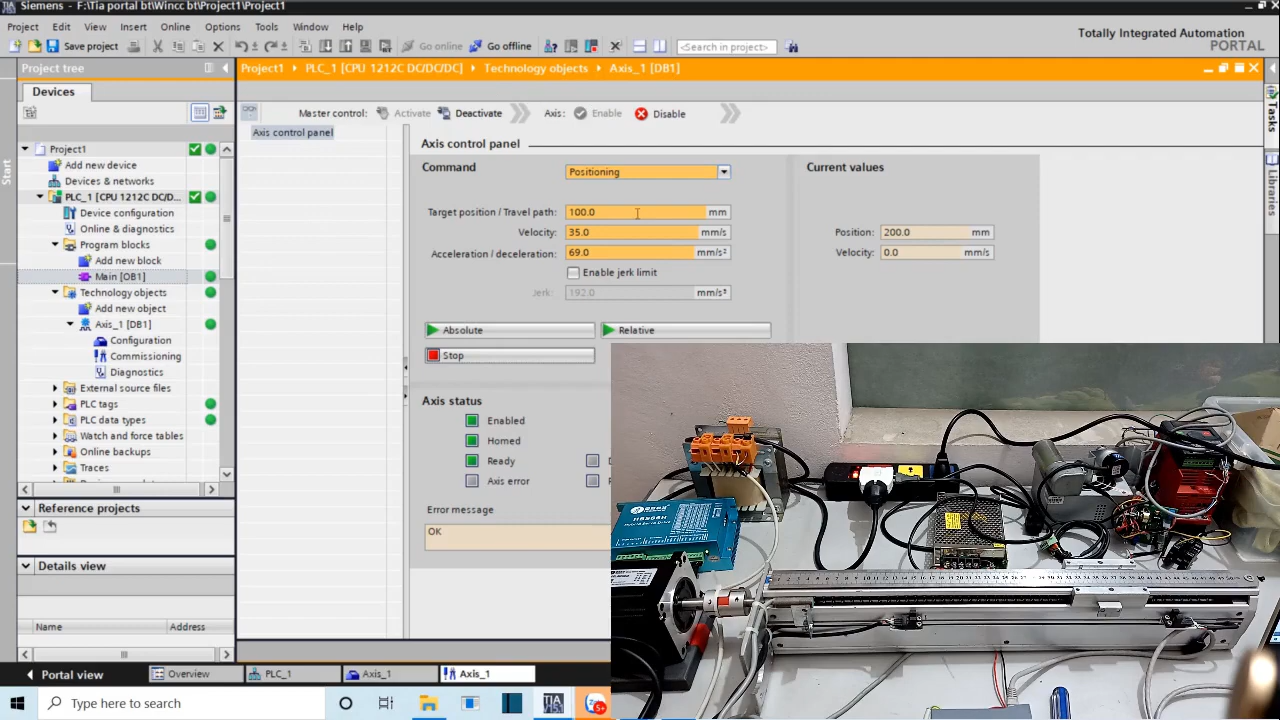 Siemens - F:\Tia portal bt\Wincc bt\Project1\Project1
Project Edit View Insert Online Options Tools Window Help
Totally Integrated Automation
PORTAL
Save project
Go online
Go offline
<Search in project>
Project tree
Project1 PLC_1 [CPU 1212C DC/DC/DC] Technology objects Axis_1 [DB1]
Devices
Start
Tasks
Libraries
Master control: Activate Deactivate Axis: Enable Disable
Axis control panel
Project1
Add new device
Devices & networks
PLC_1 [CPU 1212C DC/D...
Device configuration
Online & diagnostics
Program blocks
Add new block
Main [OB1]
Technology objects
Add new object
Axis_1 [DB1]
Configuration
Commissioning
Diagnostics
External source files
PLC tags
PLC data types
Watch and force tables
Online backups
Traces
Reference projects
Details view
Name Address
Axis control panel
Command
Positioning
Target position / Travel path: 100.0 mm
Velocity: 35.0 mm/s
Acceleration / deceleration: 69.0 mm/s²
Enable jerk limit
Jerk: 192.0 mm/s³
Absolute
Relative
Stop
Current values
Position: 200.0 mm
Velocity: 0.0 mm/s
Axis status
Enabled
Homed
Ready
Axis error
Error message
OK
Portal view
Overview
PLC_1
Axis_1
Axis_1
Type here to search
5+